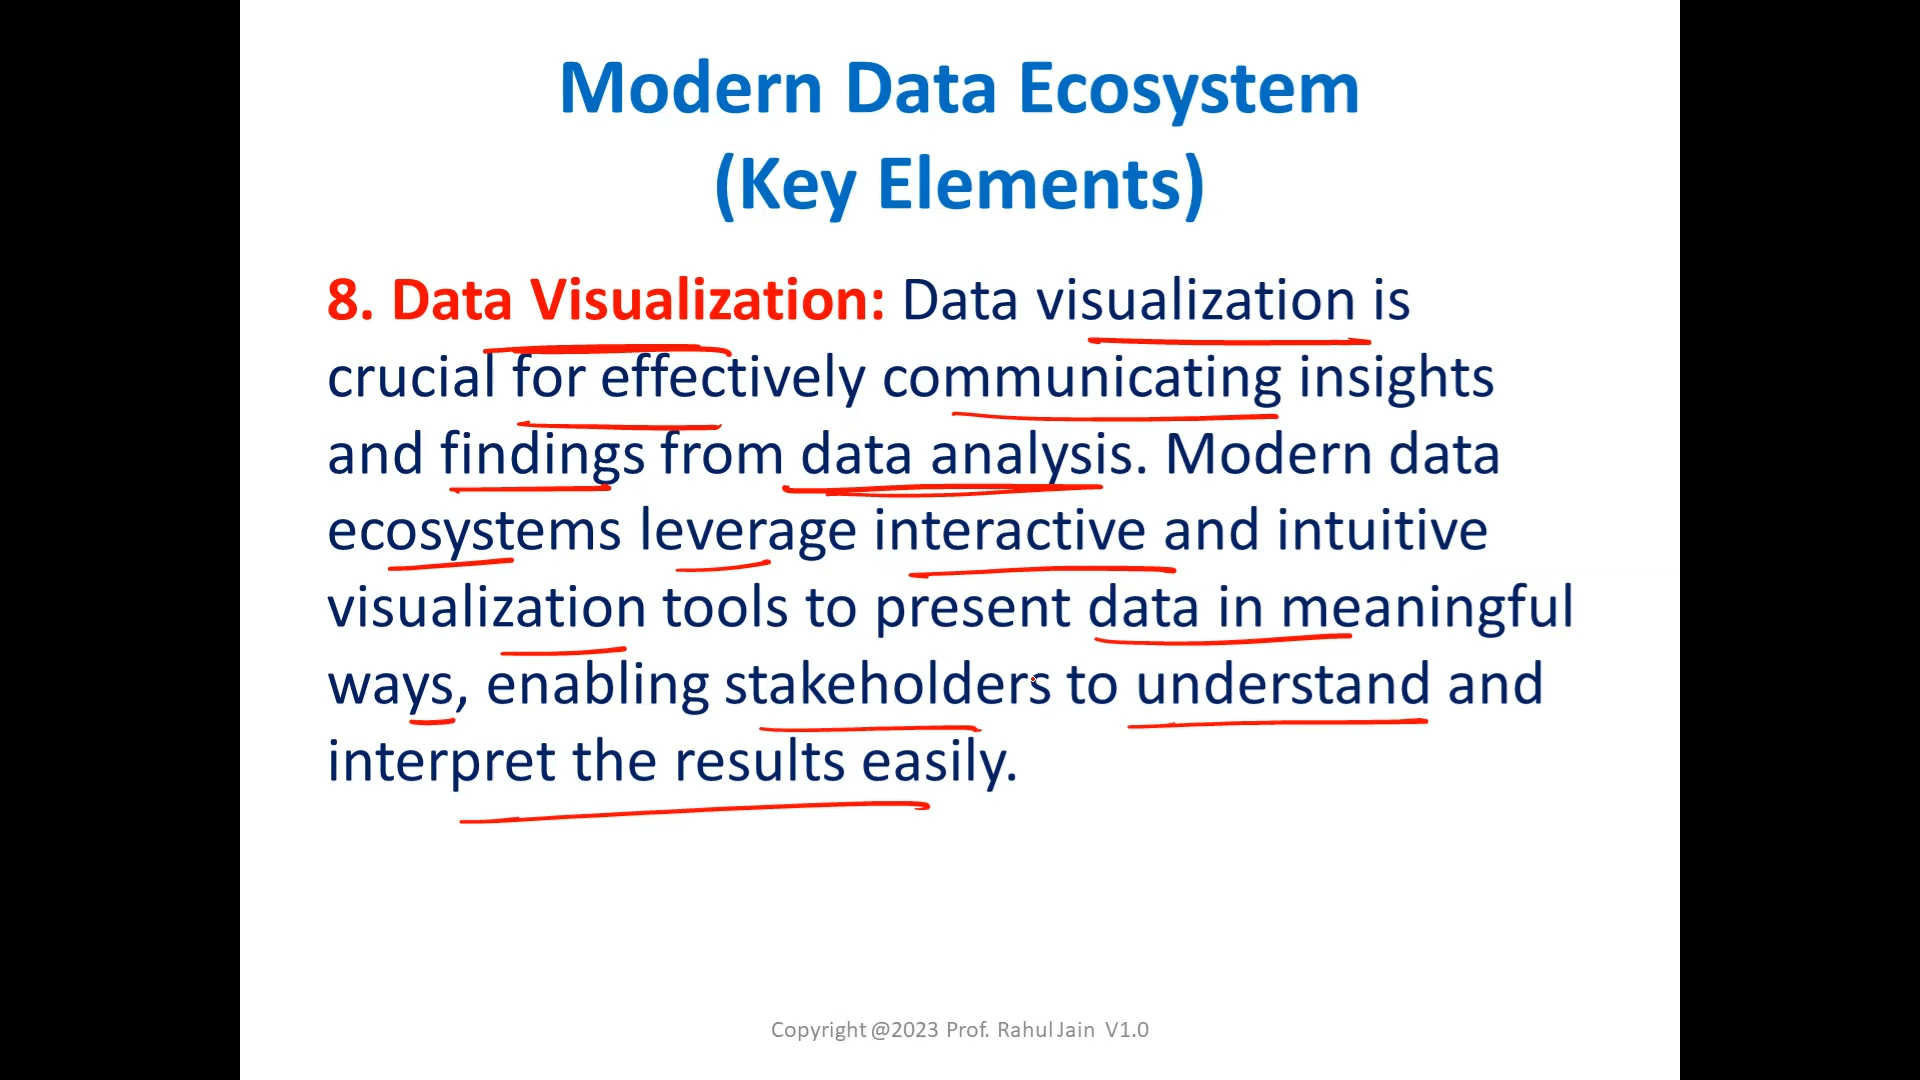 Modern Data Ecosystem
(Key Elements)
8. Data Visualization: Data visualization is
crucial for effectively communicating insights
and findings from data analysis. Modern data
ecosystems leverage interactive and intuitive
visualization tools to present data in meaningful
ways, enabling stakeholders to understand and
interpret the results easily.
Copyright @2023 Prof. Rahul Jain V1.0